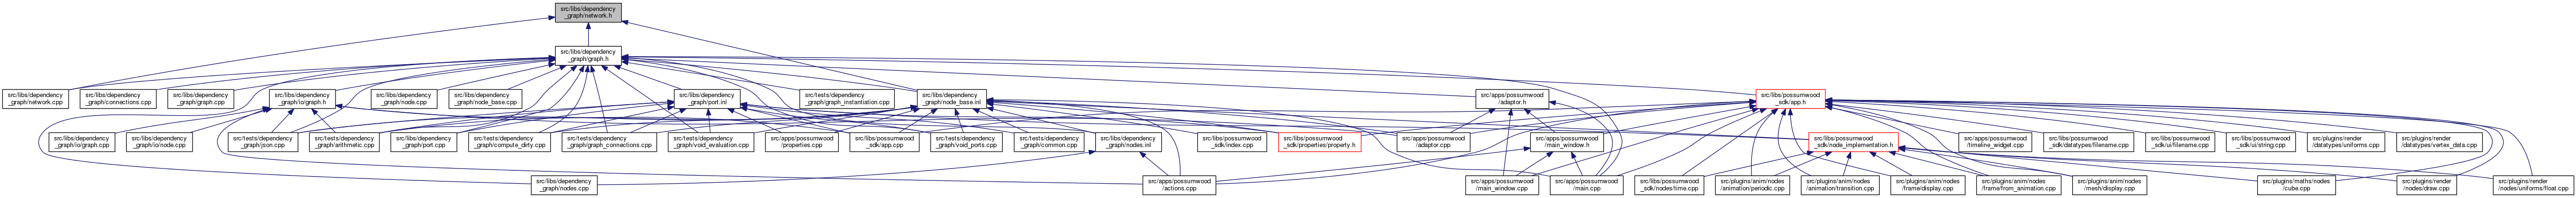 src/libs/dependency
_graph/network.h
src/libs/dependency
_graph/graph.h
src/libs/dependency
_graph/network.cpp
src/libs/dependency
_graph/connections.cpp
src/libs/dependency
_graph/graph.cpp
src/libs/dependency
_graph/io/graph.h
src/libs/dependency
_graph/node.cpp
src/libs/dependency
_graph/node_base.cpp
src/libs/dependency
_graph/port.inl
src/tests/dependency
_graph/graph_instantiation.cpp
src/libs/dependency
_graph/node_base.inl
src/apps/possumwood
/adaptor.h
src/libs/possumwood
_sdk/app.h
src/libs/dependency
_graph/io/graph.cpp
src/libs/dependency
_graph/io/node.cpp
src/tests/dependency
_graph/json.cpp
src/tests/dependency
_graph/arithmetic.cpp
src/libs/dependency
_graph/port.cpp
src/tests/dependency
_graph/compute_dirty.cpp
src/tests/dependency
_graph/graph_connections.cpp
src/tests/dependency
_graph/void_evaluation.cpp
src/apps/possumwood
/properties.cpp
src/libs/possumwood
_sdk/app.cpp
src/tests/dependency
_graph/void_ports.cpp
src/tests/dependency
_graph/common.cpp
src/libs/dependency
_graph/nodes.inl
src/libs/possumwood
_sdk/index.cpp
src/libs/possumwood
_sdk/properties/property.h
src/apps/possumwood
/adaptor.cpp
src/apps/possumwood
/main_window.h
src/libs/possumwood
_sdk/node_implementation.h
src/apps/possumwood
/timeline_widget.cpp
src/libs/possumwood
_sdk/datatypes/filename.cpp
src/libs/possumwood
_sdk/ui/filename.cpp
src/libs/possumwood
_sdk/ui/string.cpp
src/plugins/render
/datatypes/uniforms.cpp
src/plugins/render
/datatypes/vertex_data.cpp
src/libs/dependency
_graph/nodes.cpp
src/apps/possumwood
/actions.cpp
src/apps/possumwood
/main_window.cpp
src/apps/possumwood
/main.cpp
src/libs/possumwood
_sdk/nodes/time.cpp
src/plugins/anim/nodes
/animation/periodic.cpp
src/plugins/anim/nodes
/animation/transition.cpp
src/plugins/anim/nodes
/frame/display.cpp
src/plugins/anim/nodes
/frame/from_animation.cpp
src/plugins/anim/nodes
/mesh/display.cpp
src/plugins/maths/nodes
/cuba.cpp
src/plugins/render
/nodes/draw.cpp
src/plugins/render
/nodes/uniforms/float.cpp